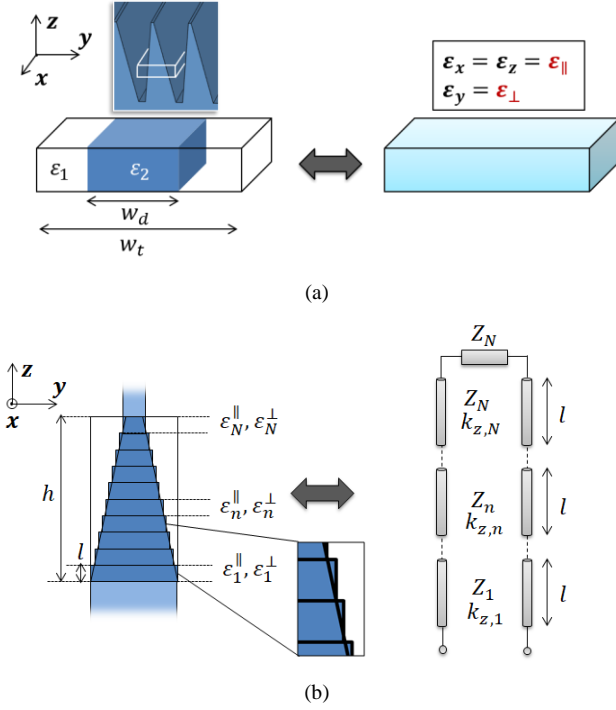 z
y
x
εx = εz = ε∥
εy = ε⊥
ε1
ε2
wd
wt
(a)
z
y
x
h
l
εN∥, εN⊥
εn∥, εn⊥
ε1∥, ε1⊥
ZN
ZN
kz,N
l
Zn
kz,n
l
Z1
kz,1
l
(b)